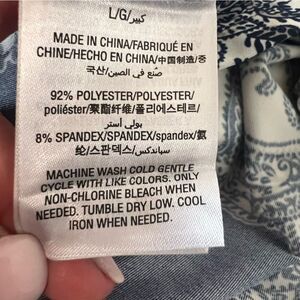 L/G/كبير
MADE IN CHINA/FABRIQUÉ EN
CHINE/HECHO EN CHINA/中国制造/중
국산/صنع في الصين
92% POLYESTER/POLYESTER/
poliéster/聚酯纤维/폴리에스테르/
بولي استر
8% SPANDEX/SPANDEX/spandex/氨
纶/스판덱스/سباندكس
MACHINE WASH COLD GENTLE
CYCLE WITH LIKE COLORS. ONLY
NON-CHLORINE BLEACH WHEN
NEEDED. TUMBLE DRY LOW. COOL
IRON WHEN NEEDED.